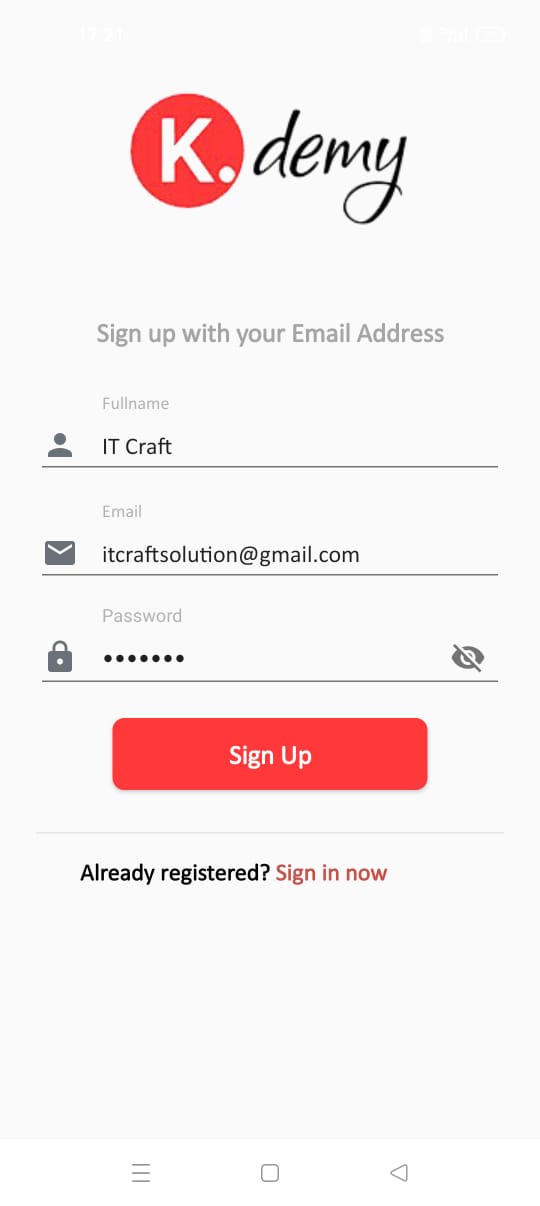 17:21
K. demy
Sign up with your Email Address
Fullname
IT Craft
Email
itcraftsolution@gmail.com
Password
•••••••
Sign Up
Already registered? Sign in now